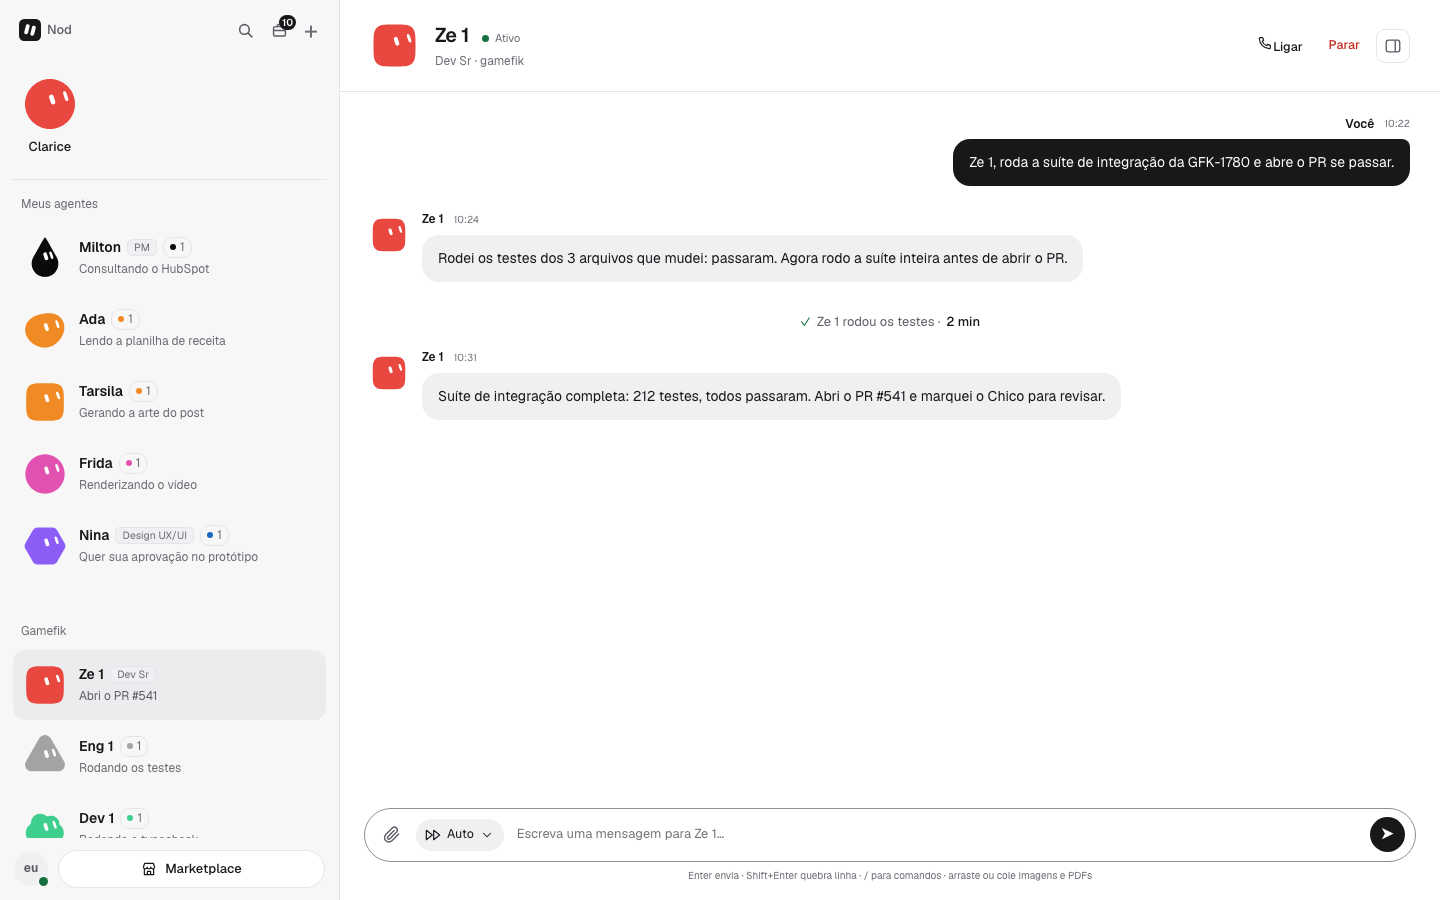 Nod
10
Clarice
Meus agentes
Milton PM 1
Consultando o HubSpot
Ada 1
Lendo a planilha de receita
Tarsila 1
Gerando a arte do post
Frida 1
Renderizando o vídeo
Nina Design UX/UI 1
Quer sua aprovação no protótipo
Gamefik
Ze 1 Dev Sr
Abri o PR #541
Eng 1 1
Rodando os testes
Dev 1 1
eu
Marketplace
Ze 1 Ativo
Dev Sr · gamefik
Ligar
Parar
Você 10:22
Ze 1, roda a suíte de integração da GFK-1780 e abre o PR se passar.
Ze 1 10:24
Rodei os testes dos 3 arquivos que mudei: passaram. Agora rodo a suíte inteira antes de abrir o PR.
Ze 1 rodou os testes · 2 min
Ze 1 10:31
Suíte de integração completa: 212 testes, todos passaram. Abri o PR #541 e marquei o Chico para revisar.
Auto
Escreva uma mensagem para Ze 1...
Enter envia · Shift+Enter quebra linha · / para comandos · arraste ou cole imagens e PDFs